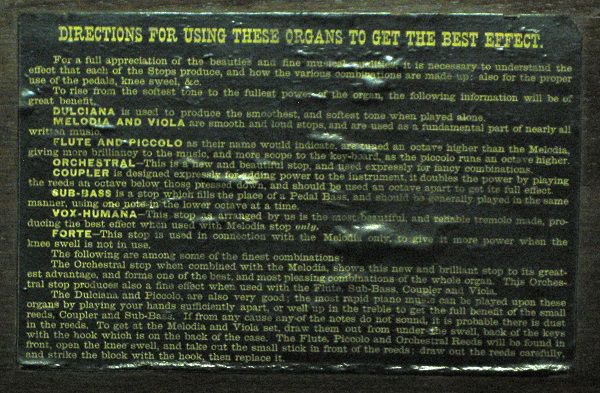 DIRECTIONS FOR USING THESE ORGANS TO GET THE BEST EFFECT.
For a full appreciation of the beauties and fine musical qualities, it is necessary to understand the
effect that each of the Stops produce, and how the various combinations are made up: also for the proper
use of the pedals, knee swell, &c.
To rise from the softest tone to the fullest power of the organ, the following information will be of
great benefit.
DULCIANA is used to produce the smoothest, and softest tone when played alone.
MELODIA AND VIOLA are smooth and loud stops, and are used as a fundamental part of nearly all
written music.
FLUTE AND PICCOLO as their name would indicate, are tuned an octave higher than the Melodia,
giving more brilliancy to the music, and more scope to the key-board, as the piccolo runs an octave higher.
ORCHESTRAL—This is a new and beautiful stop, and used expressly for fancy combinations.
COUPLER is designed expressly for adding power to the instrument, it doubles the power by playing
the reeds an octave below those pressed down, and should be used an octave apart to get its full effect.
SUB-BASS is a stop which fills the place of a Pedal Bass, and should be generally played in the same
manner, using one note in the lower octave at a time.
VOX-HUMANA—This stop as arranged by us is the most beautiful, and reliable tremolo made, pro-
ducing the best effect when used with Melodia stop only.
FORTE—This stop is used in connection with the Melodia only, to give it more power when the
knee swell is not in use.
The following are among some of the finest combinations:
The Orchestral stop when combined with the Melodia, shows this new and brilliant stop to its great-
est advantage, and forms one of the best, and most pleasing combinations of the whole organ. This Orches-
tral stop produces also a fine effect when used with the Flute, Sub-Bass, Coupler and Viola.
The Dulciana and Piccolo, are also very good; the most rapid piano music can be played upon these
organs by playing your hands sufficiently apart, or well up in the treble to get the full benefit of the small
reeds, Coupler and Sub-Bass. If from any cause any of the notes do not sound, it is probable there is dust
in the reeds. To get at the Melodia and Viola set, draw them out from under the swell, back of the keys
with the hook which is on the back of the case. The Flute, Piccolo and Orchestral Reeds will be found in
front, open the knee swell, and take out the small stick in front of the reeds; draw out the reeds carefully,
and strike the block with the hook, then replace it.